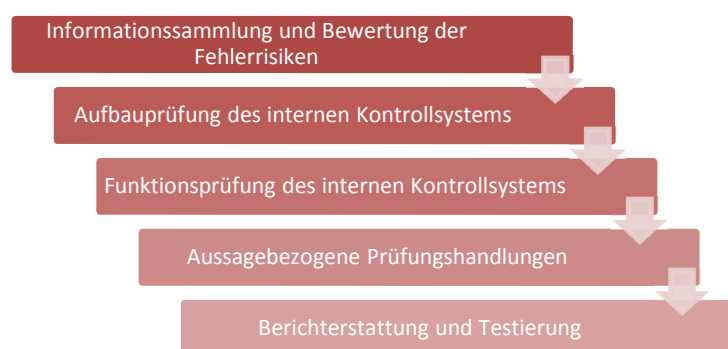 Informationssammlung und Bewertung der
Fehlerrisiken
Aufbauprüfung des internen Kontrollsystems
Funktionsprüfung des internen Kontrollsystems
Aussagebezogene Prüfungshandlungen
Berichterstattung und Testierung